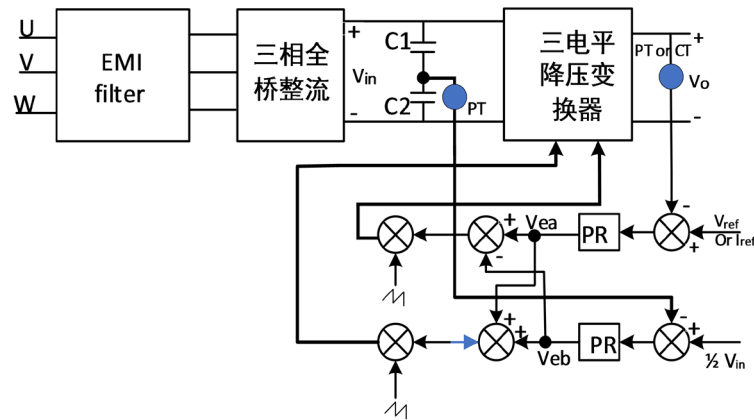 U
V
W
EMI
filter
三相全
桥整流
+
-
Vin
C1
C2
PT
三电平
降压变
换器
PT or CT
+
-
Vo
Vea
+
-
PR
-
+
Vref
Or Iref
+
+
Veb
PR
-
+
½ Vin